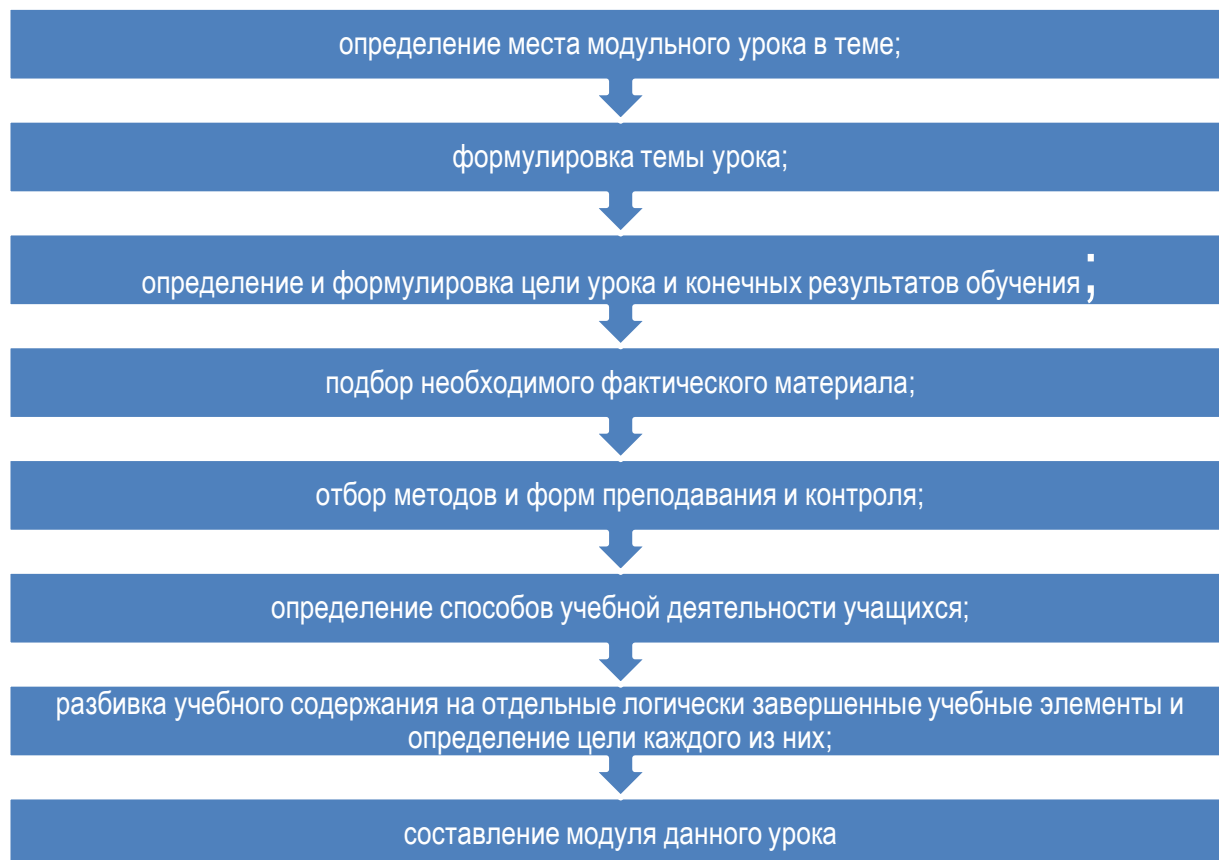 определение места модульного урока в теме;
формулировка темы урока;
определение и формулировка цели урока и конечных результатов обучения;
подбор необходимого фактического материала;
отбор методов и форм преподавания и контроля;
определение способов учебной деятельности учащихся;
разбивка учебного содержания на отдельные логически завершенные учебные элементы и
определение цели каждого из них;
составление модуля данного урока